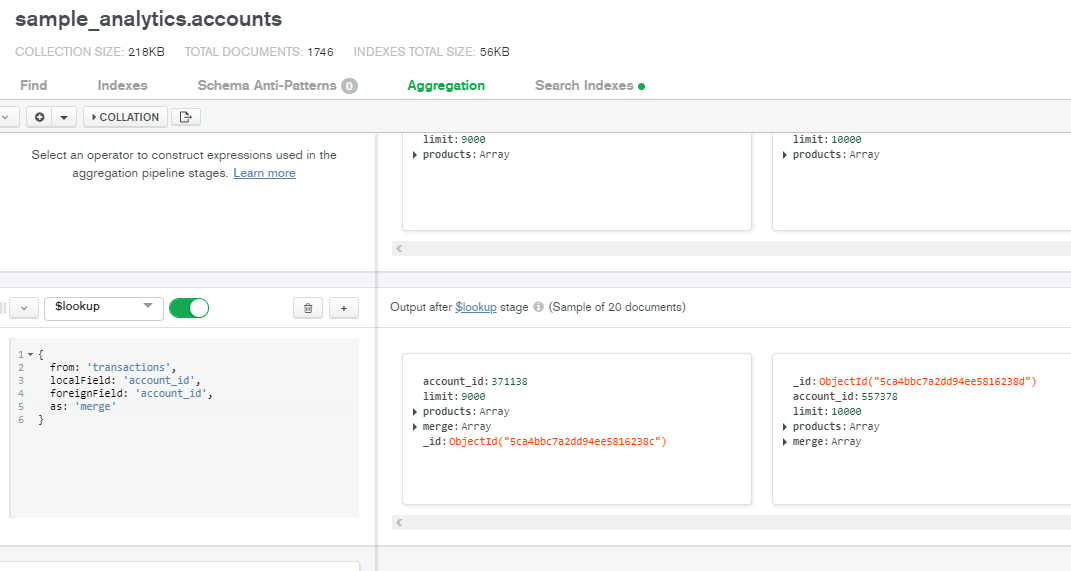 sample_analytics.accounts
COLLECTION SIZE: 218KB TOTAL DOCUMENTS: 1746 INDEXES TOTAL SIZE: 56KB
Find Indexes Schema Anti-Patterns 0 Aggregation Search Indexes
COLLATION
Select an operator to construct expressions used in the
aggregation pipeline stages. Learn more
limit: 9000
products: Array
limit: 10000
products: Array
$lookup
Output after $lookup stage (Sample of 20 documents)
1 {
2 from: 'transactions',
3 localField: 'account_id',
4 foreignField: 'account_id',
5 as: 'merge'
6 }
account_id: 371138
limit: 9000
products: Array
merge: Array
_id: ObjectId("5ca4bbc7a2dd94ee5816238c")
_id: ObjectId("5ca4bbc7a2dd94ee5816238d")
account_id: 557378
limit: 10000
products: Array
merge: Array